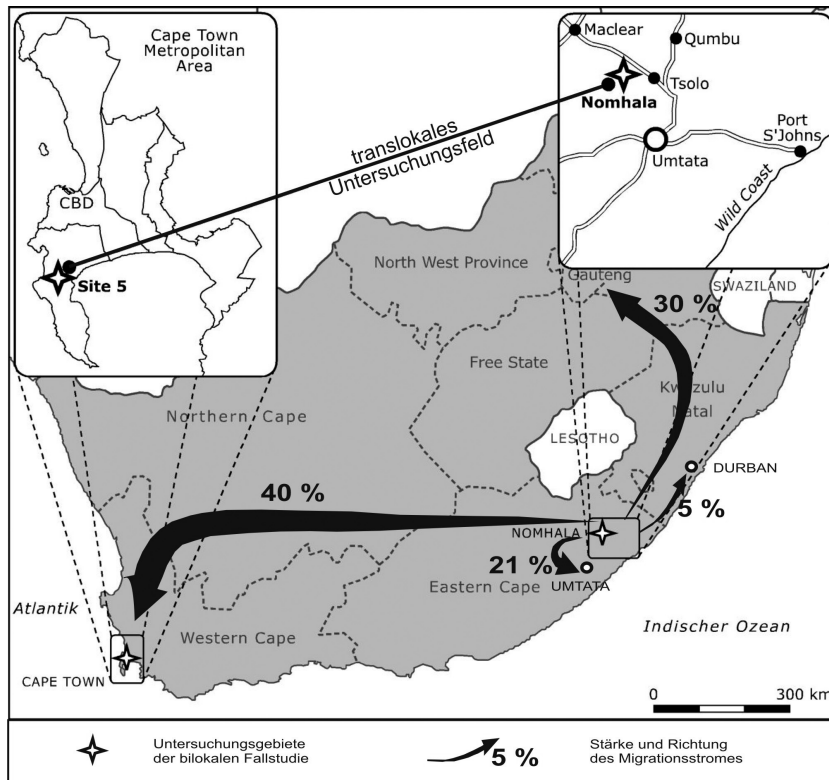 Cape Town
Metropolitan
Area
CBD
Site 5
translokales
Untersuchungsfeld
Maclear
Qumbu
Tsolo
Nomhala
Umtata
Port
S'Johns
Wild Coast
North West Province
Gauteng
SWAZILAND
30 %
Free State
KwaZulu
Natal
Northern Cape
LESOTHO
DURBAN
40 %
5 %
NOMHALA
21 %
UMTATA
Eastern Cape
Atlantik
Western Cape
Indischer Ozean
CAPE TOWN
0 300 km
Untersuchungsgebiete
der bilokalen Fallstudie
5 %
Stärke und Richtung
des Migrationsstromes